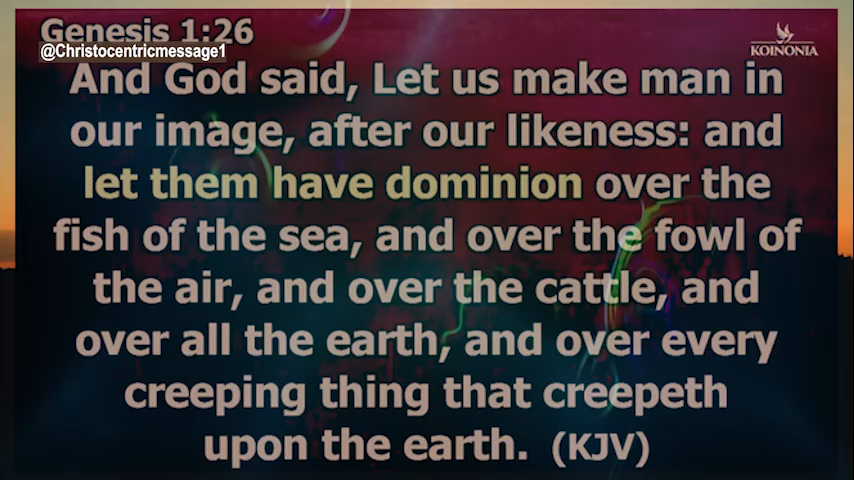 Genesis 1:26
@Christocentricmessage1
KOINONIA
And God said, Let us make man in
our image, after our likeness: and
let them have dominion over the
fish of the sea, and over the fowl of
the air, and over the cattle, and
over all the earth, and over every
creeping thing that creepeth
upon the earth. (KJV)